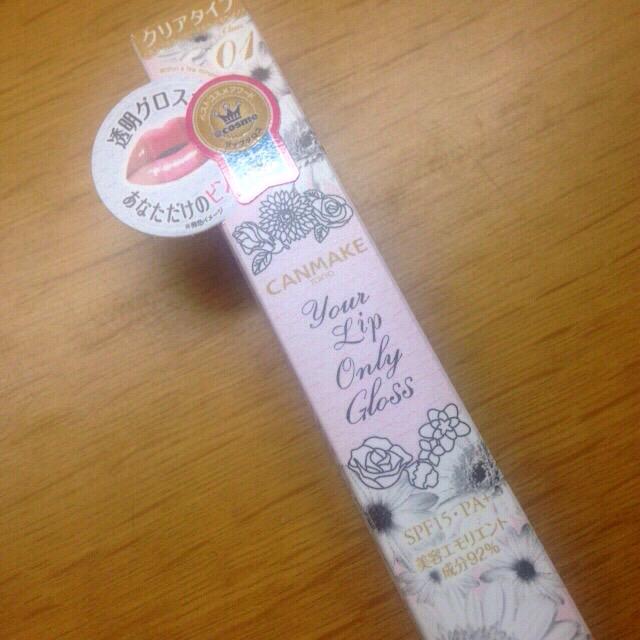 クリアタイプ
01
透明グロス
あなただけのピ
@cosme
CANMAKE
TOKYO
Your
Lip
Only
Gloss
SPF15・PA+
美容エモリエント
成分92%